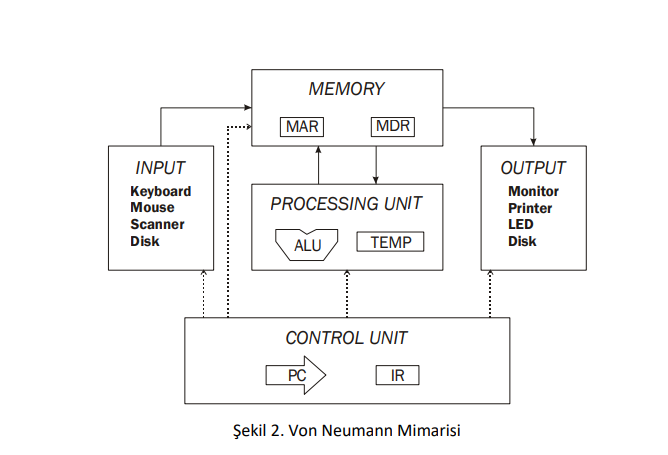 MEMORY
MAR
MDR
INPUT
Keyboard
Mouse
Scanner
Disk
PROCESSING UNIT
ALU
TEMP
OUTPUT
Monitor
Printer
LED
Disk
CONTROL UNIT
PC
IR
Şekil 2. Von Neumann Mimarisi